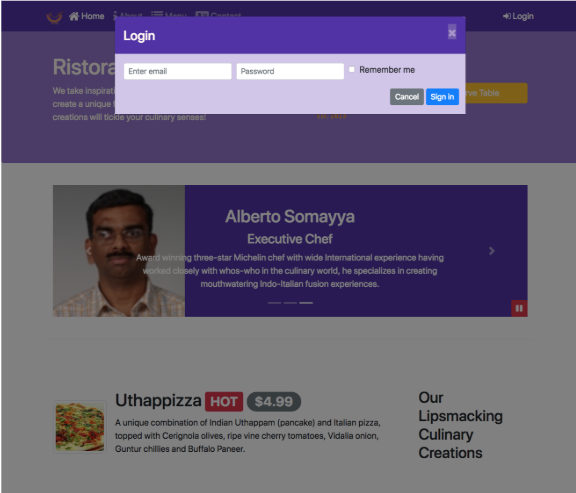 Home About Menu Contact Login
Login ×
Enter email Password Remember me
Cancel Sign in
Ristora
We take inspirati
create a unique
creations will tickle your culinary senses!
rve Table
Alberto Somayya
Executive Chef
Award winning three-star Michelin chef with wide International experience having
worked closely with whos-who in the culinary world, he specializes in creating
mouthwatering Indo-Italian fusion experiences.
Uthappizza HOT $4.99
A unique combination of Indian Uthappam (pancake) and Italian pizza,
topped with Cerignola olives, ripe vine cherry tomatoes, Vidalia onion,
Guntur chillies and Buffalo Paneer.
Our
Lipsmacking
Culinary
Creations